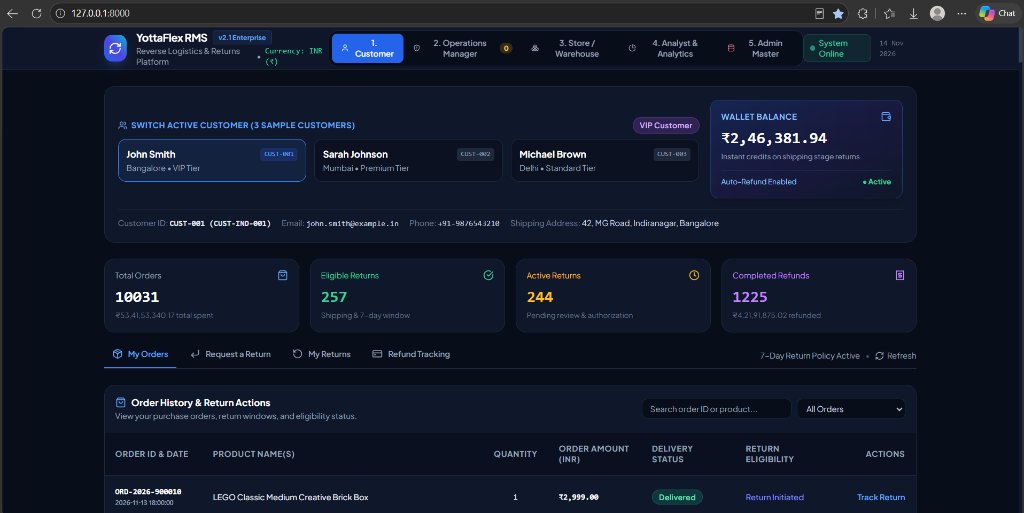 127.0.0.1:8000
Chat
YottaFlex RMS
v2.1 Enterprise
Reverse Logistics & Returns
Platform
•
Currency: INR
(₹)
1.
Customer
2. Operations
Manager
0
3. Store /
Warehouse
4. Analyst &
Analytics
5. Admin
Master
System
Online
14 Nov
2026
SWITCH ACTIVE CUSTOMER (3 SAMPLE CUSTOMERS)
VIP Customer
John Smith
CUST-001
Bangalore • VIP Tier
Sarah Johnson
CUST-002
Mumbai • Premium Tier
Michael Brown
CUST-003
Delhi • Standard Tier
WALLET BALANCE
₹2,46,381.94
Instant credits on shipping stage returns
Auto-Refund Enabled
• Active
Customer ID: CUST-001 (CUST-IND-001)
Email: john.smith@example.in
Phone: +91-9876543210
Shipping Address: 42, MG Road, Indiranagar, Bangalore
Total Orders
10031
₹53,41,53,340.17 total spent
Eligible Returns
257
Shipping & 7-day window
Active Returns
244
Pending review & authorization
Completed Refunds
1225
₹4,21,91,875.02 refunded
My Orders
Request a Return
My Returns
Refund Tracking
7-Day Return Policy Active • Refresh
Order History & Return Actions
View your purchase orders, return windows, and eligibility status.
Search order ID or product...
All Orders
ORDER ID & DATE
PRODUCT NAME(S)
QUANTITY
ORDER AMOUNT
(INR)
DELIVERY
STATUS
RETURN
ELIGIBILITY
ACTIONS
ORD-2026-900010
2026-11-13 18:00:00
LEGO Classic Medium Creative Brick Box
1
₹2,999.00
Delivered
Return Initiated
Track Return